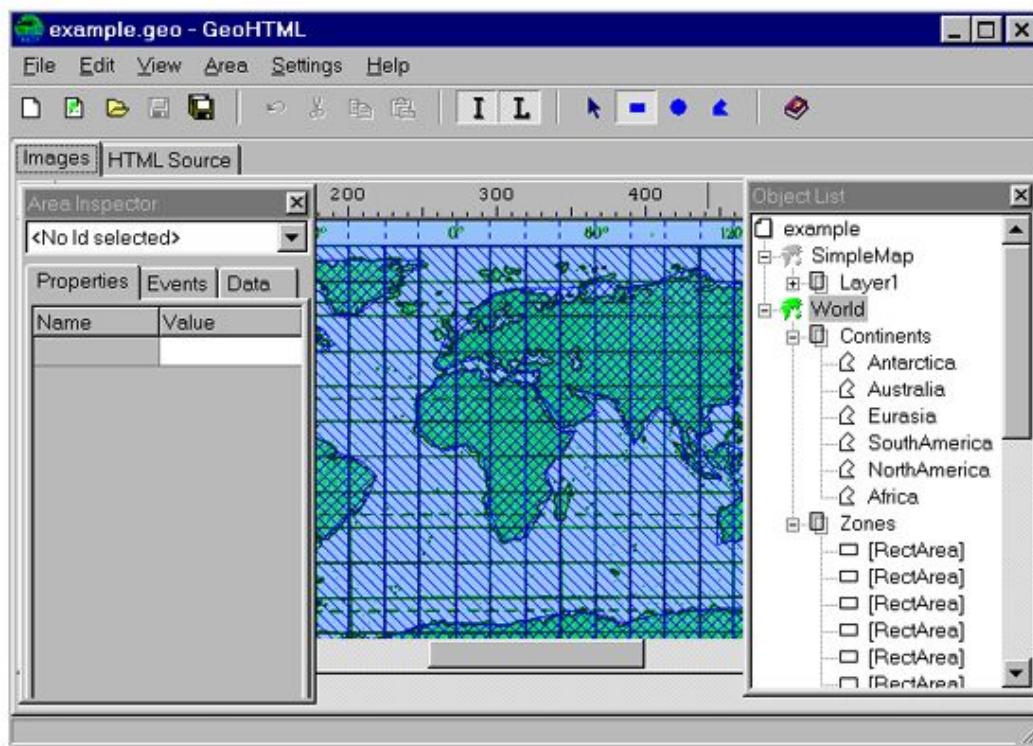 example.geo - GeoHTML
File Edit View Area Settings Help
I L
Images HTML Source
Area Inspector
<No Id selected>
Properties Events Data
Name Value
200 300 400
0° 60° 120
Object List
example
SimpleMap
Layer1
World
Continents
Antarctica
Australia
Eurasia
SouthAmerica
NorthAmerica
Africa
Zones
[RectArea]
[RectArea]
[RectArea]
[RectArea]
[RectArea]
[RectArea]